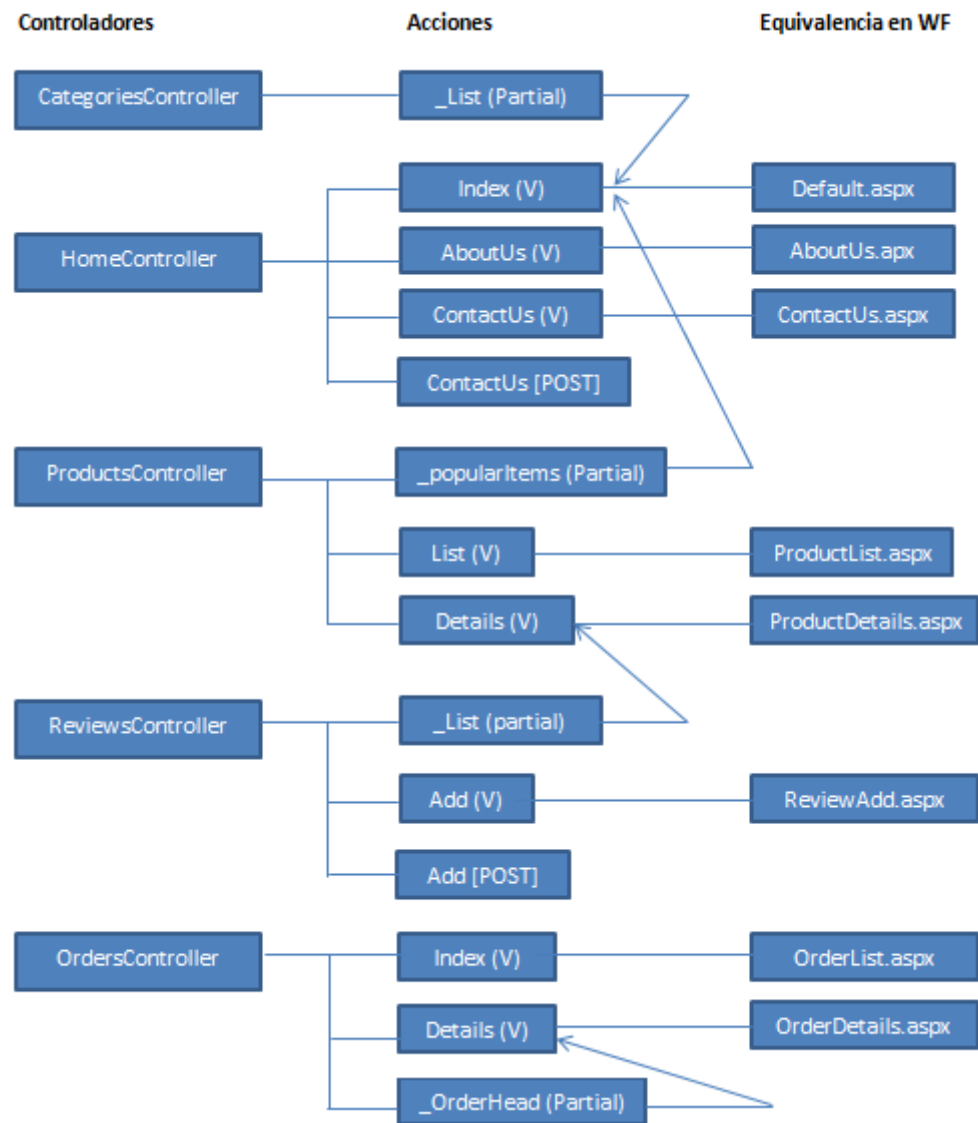 Controladores Acciones Equivalencia en WF
CategoriesController _List (Partial)
Index (V) Default.aspx
HomeController AboutUs (V) AboutUs.apx
ContactUs (V) ContactUs.aspx
ContactUs [POST]
ProductsController _popularItems (Partial)
List (V) ProductList.aspx
Details (V) ProductDetails.aspx
ReviewsController _List (partial)
Add (V) ReviewAdd.aspx
Add [POST]
OrdersController Index (V) OrderList.aspx
Details (V) OrderDetails.aspx
_OrderHead (Partial)